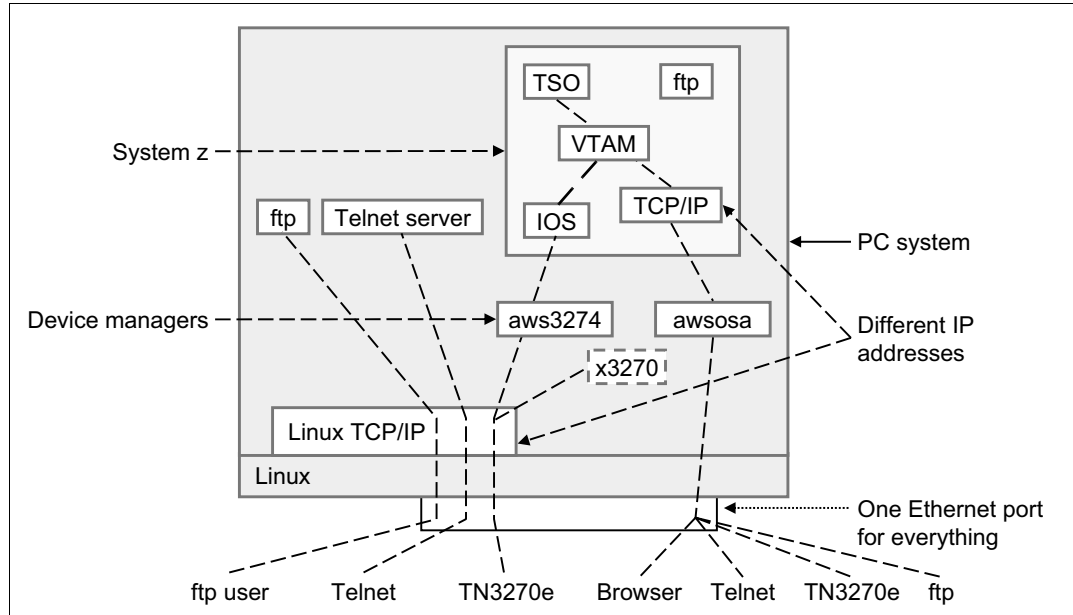 TSO
ftp
VTAM
System z
TCP/IP
IOS
ftp
Telnet server
PC system
Device managers
aws3274
awsosa
Different IP
addresses
x3270
Linux TCP/IP
Linux
One Ethernet port
for everything
ftp user
Telnet
TN3270e
Browser
Telnet
TN3270e
ftp